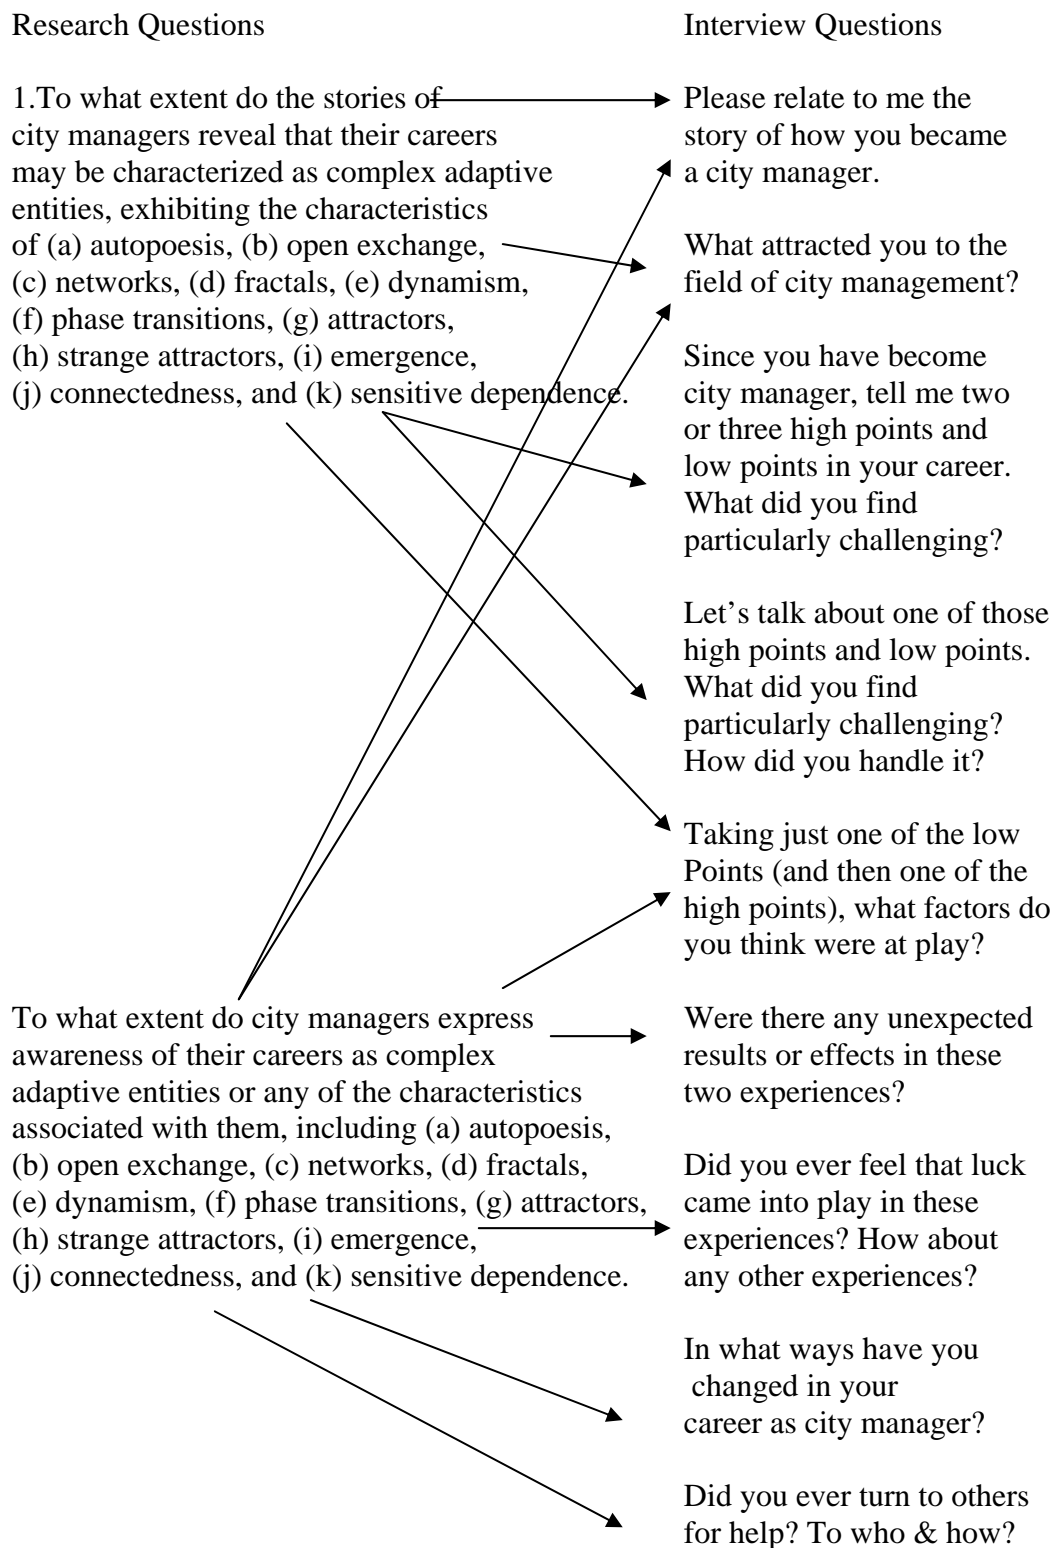 Research Questions
Interview Questions
1.To what extent do the stories of
city managers reveal that their careers
may be characterized as complex adaptive
entities, exhibiting the characteristics
of (a) autopoesis, (b) open exchange,
(c) networks, (d) fractals, (e) dynamism,
(f) phase transitions, (g) attractors,
(h) strange attractors, (i) emergence,
(j) connectedness, and (k) sensitive dependence.
To what extent do city managers express
awareness of their careers as complex
adaptive entities or any of the characteristics
associated with them, including (a) autopoesis,
(b) open exchange, (c) networks, (d) fractals,
(e) dynamism, (f) phase transitions, (g) attractors,
(h) strange attractors, (i) emergence,
(j) connectedness, and (k) sensitive dependence.
Please relate to me the
story of how you became
a city manager.
What attracted you to the
field of city management?
Since you have become
city manager, tell me two
or three high points and
low points in your career.
What did you find
particularly challenging?
Let’s talk about one of those
high points and low points.
What did you find
particularly challenging?
How did you handle it?
Taking just one of the low
Points (and then one of the
high points), what factors do
you think were at play?
Were there any unexpected
results or effects in these
two experiences?
Did you ever feel that luck
came into play in these
experiences? How about
any other experiences?
In what ways have you
changed in your
career as city manager?
Did you ever turn to others
for help? To who & how?